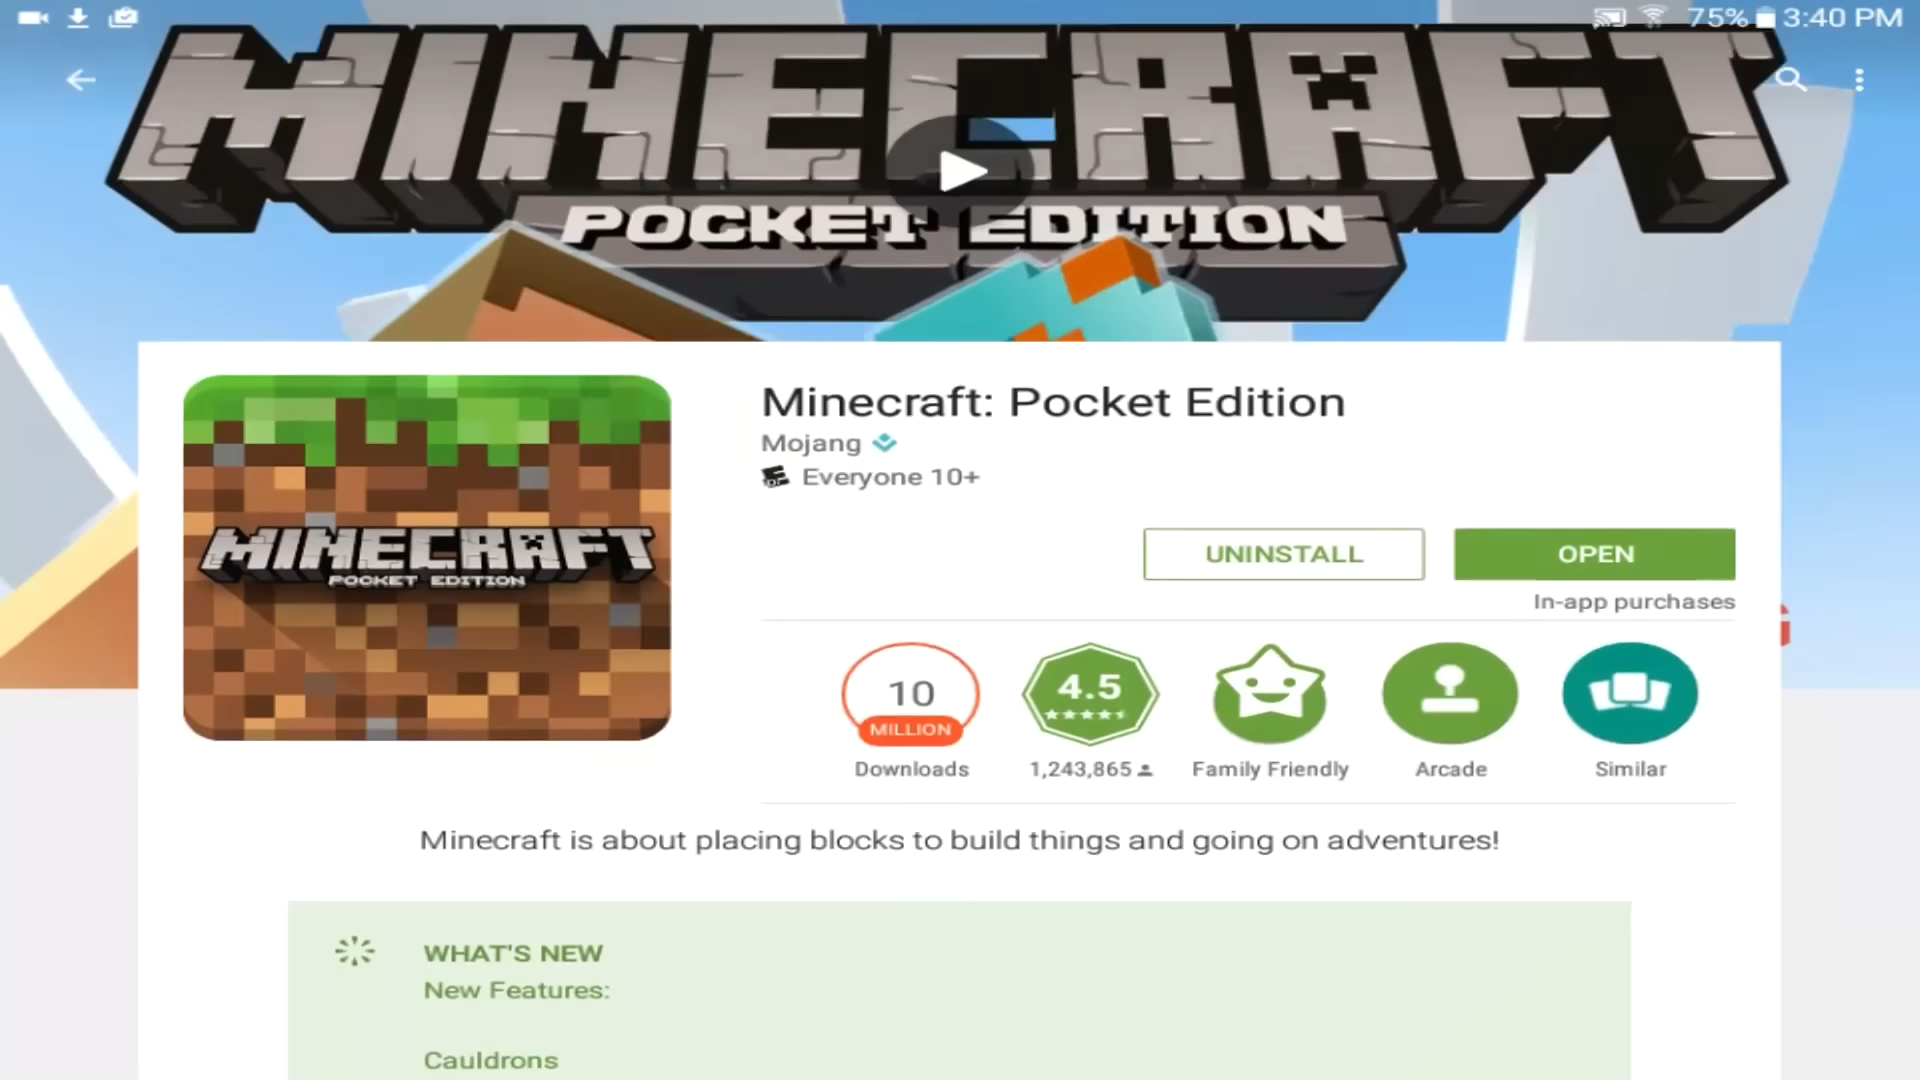 75% 3:40 PM
MINECRAFT
POCKET EDITION
Minecraft: Pocket Edition
Mojang
Everyone 10+
MINECRAFT
POCKET EDITION
UNINSTALL
OPEN
In-app purchases
10
MILLION
Downloads
4.5
1,243,865
Family Friendly
Arcade
Similar
Minecraft is about placing blocks to build things and going on adventures!
WHAT'S NEW
New Features:
Cauldrons